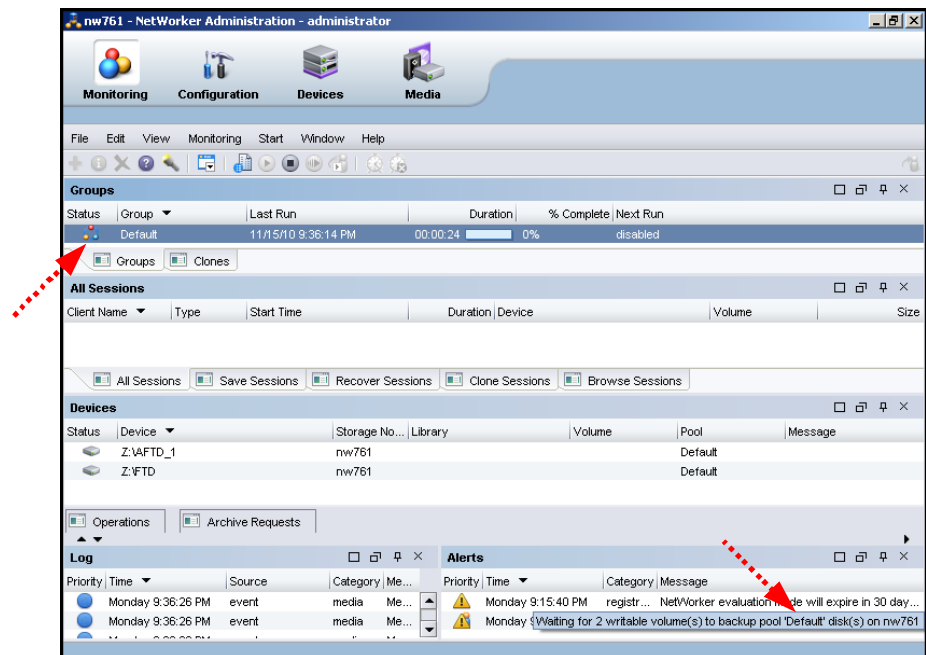 nw761 - NetWorker Administration - administrator
Monitoring Configuration Devices Media
File Edit View Monitoring Start Window Help
Groups
Status Group Last Run Duration % Complete Next Run
Default 11/15/10 9:36:14 PM 00:00:24 0% disabled
Groups Clones
All Sessions
Client Name Type Start Time Duration Device Volume Size
All Sessions Save Sessions Recover Sessions Clone Sessions Browse Sessions
Devices
Status Device Storage No... Library Volume Pool Message
Z:\AFTD_1 nw761 Default
Z:\FTD nw761 Default
Operations Archive Requests
Log
Priority Time Source Category Me...
Monday 9:36:26 PM event media Me...
Monday 9:36:26 PM event media Me...
Alerts
Priority Time Category Message
Monday 9:15:40 PM registr... NetWorker evaluation mode will expire in 30 day...
Monday
Waiting for 2 writable volume(s) to backup pool 'Default' disk(s) on nw761